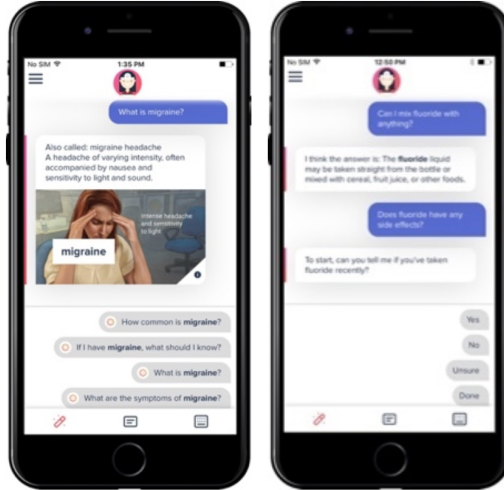 No SIM
1:35 PM
What is migraine?
Also called: migraine headache
A headache of varying intensity, often
accompanied by nausea and
sensitivity to light and sound.
Intense headache
and sensitivity
to light
migraine
How common is migraine?
If I have migraine, what should I know?
What is migraine?
What are the symptoms of migraine?
No SIM
12:50 PM
Can I mix fluoride with
anything?
I think the answer is: The fluoride liquid
may be taken straight from the bottle or
mixed with cereal, fruit juice, or other foods.
Does fluoride have any
side effects?
To start, can you tell me if you've taken
fluoride recently?
Yes
No
Unsure
Done